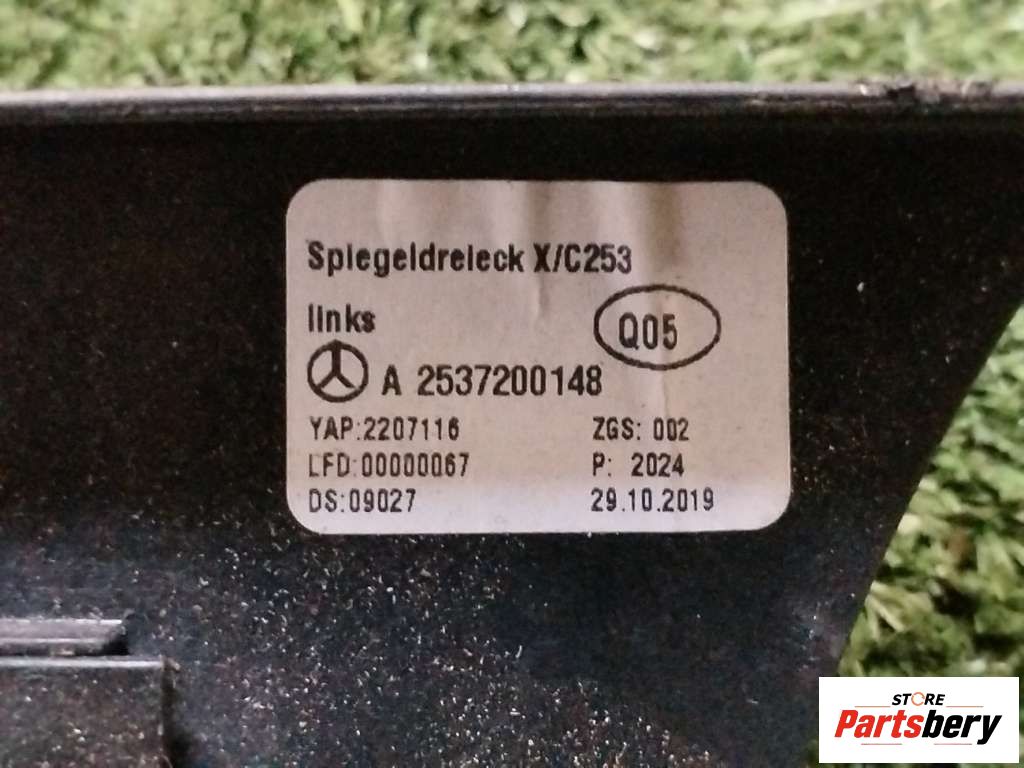 Spiegeldreieck X/C253
links
Q05
A 2537200148
YAP:2207116 ZGS: 002
LFD:00000067 P: 2024
DS:09027 29.10.2019
STORE
Partsbery